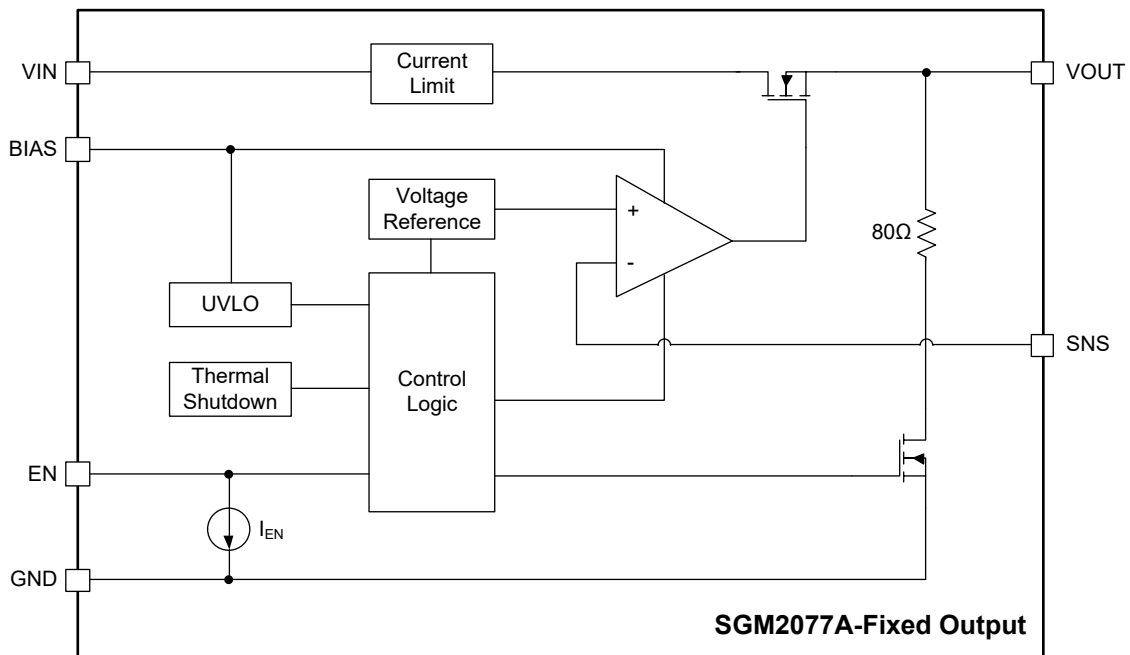 VIN
Current
Limit
VOUT
BIAS
Voltage
Reference
+
-
80Ω
UVLO
SNS
Thermal
Shutdown
Control
Logic
EN
IEN
GND
SGM2077A-Fixed Output